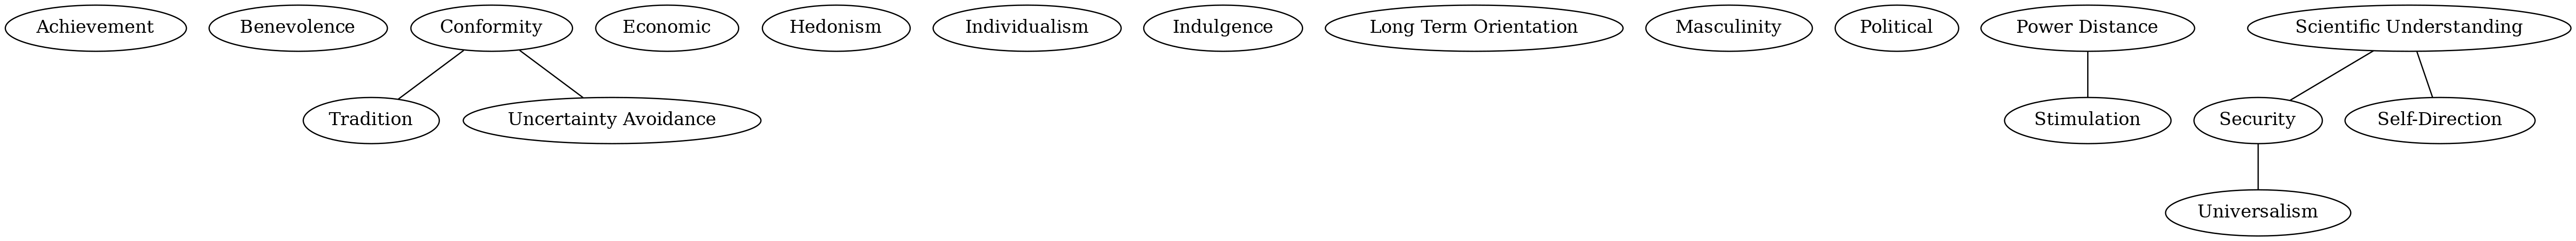 Achievement
Benevolence
Conformity
Economic
Hedonism
Individualism
Indulgence
Long Term Orientation
Masculinity
Political
Power Distance
Scientific Understanding
Tradition
Uncertainty Avoidance
Stimulation
Security
Self-Direction
Universalism